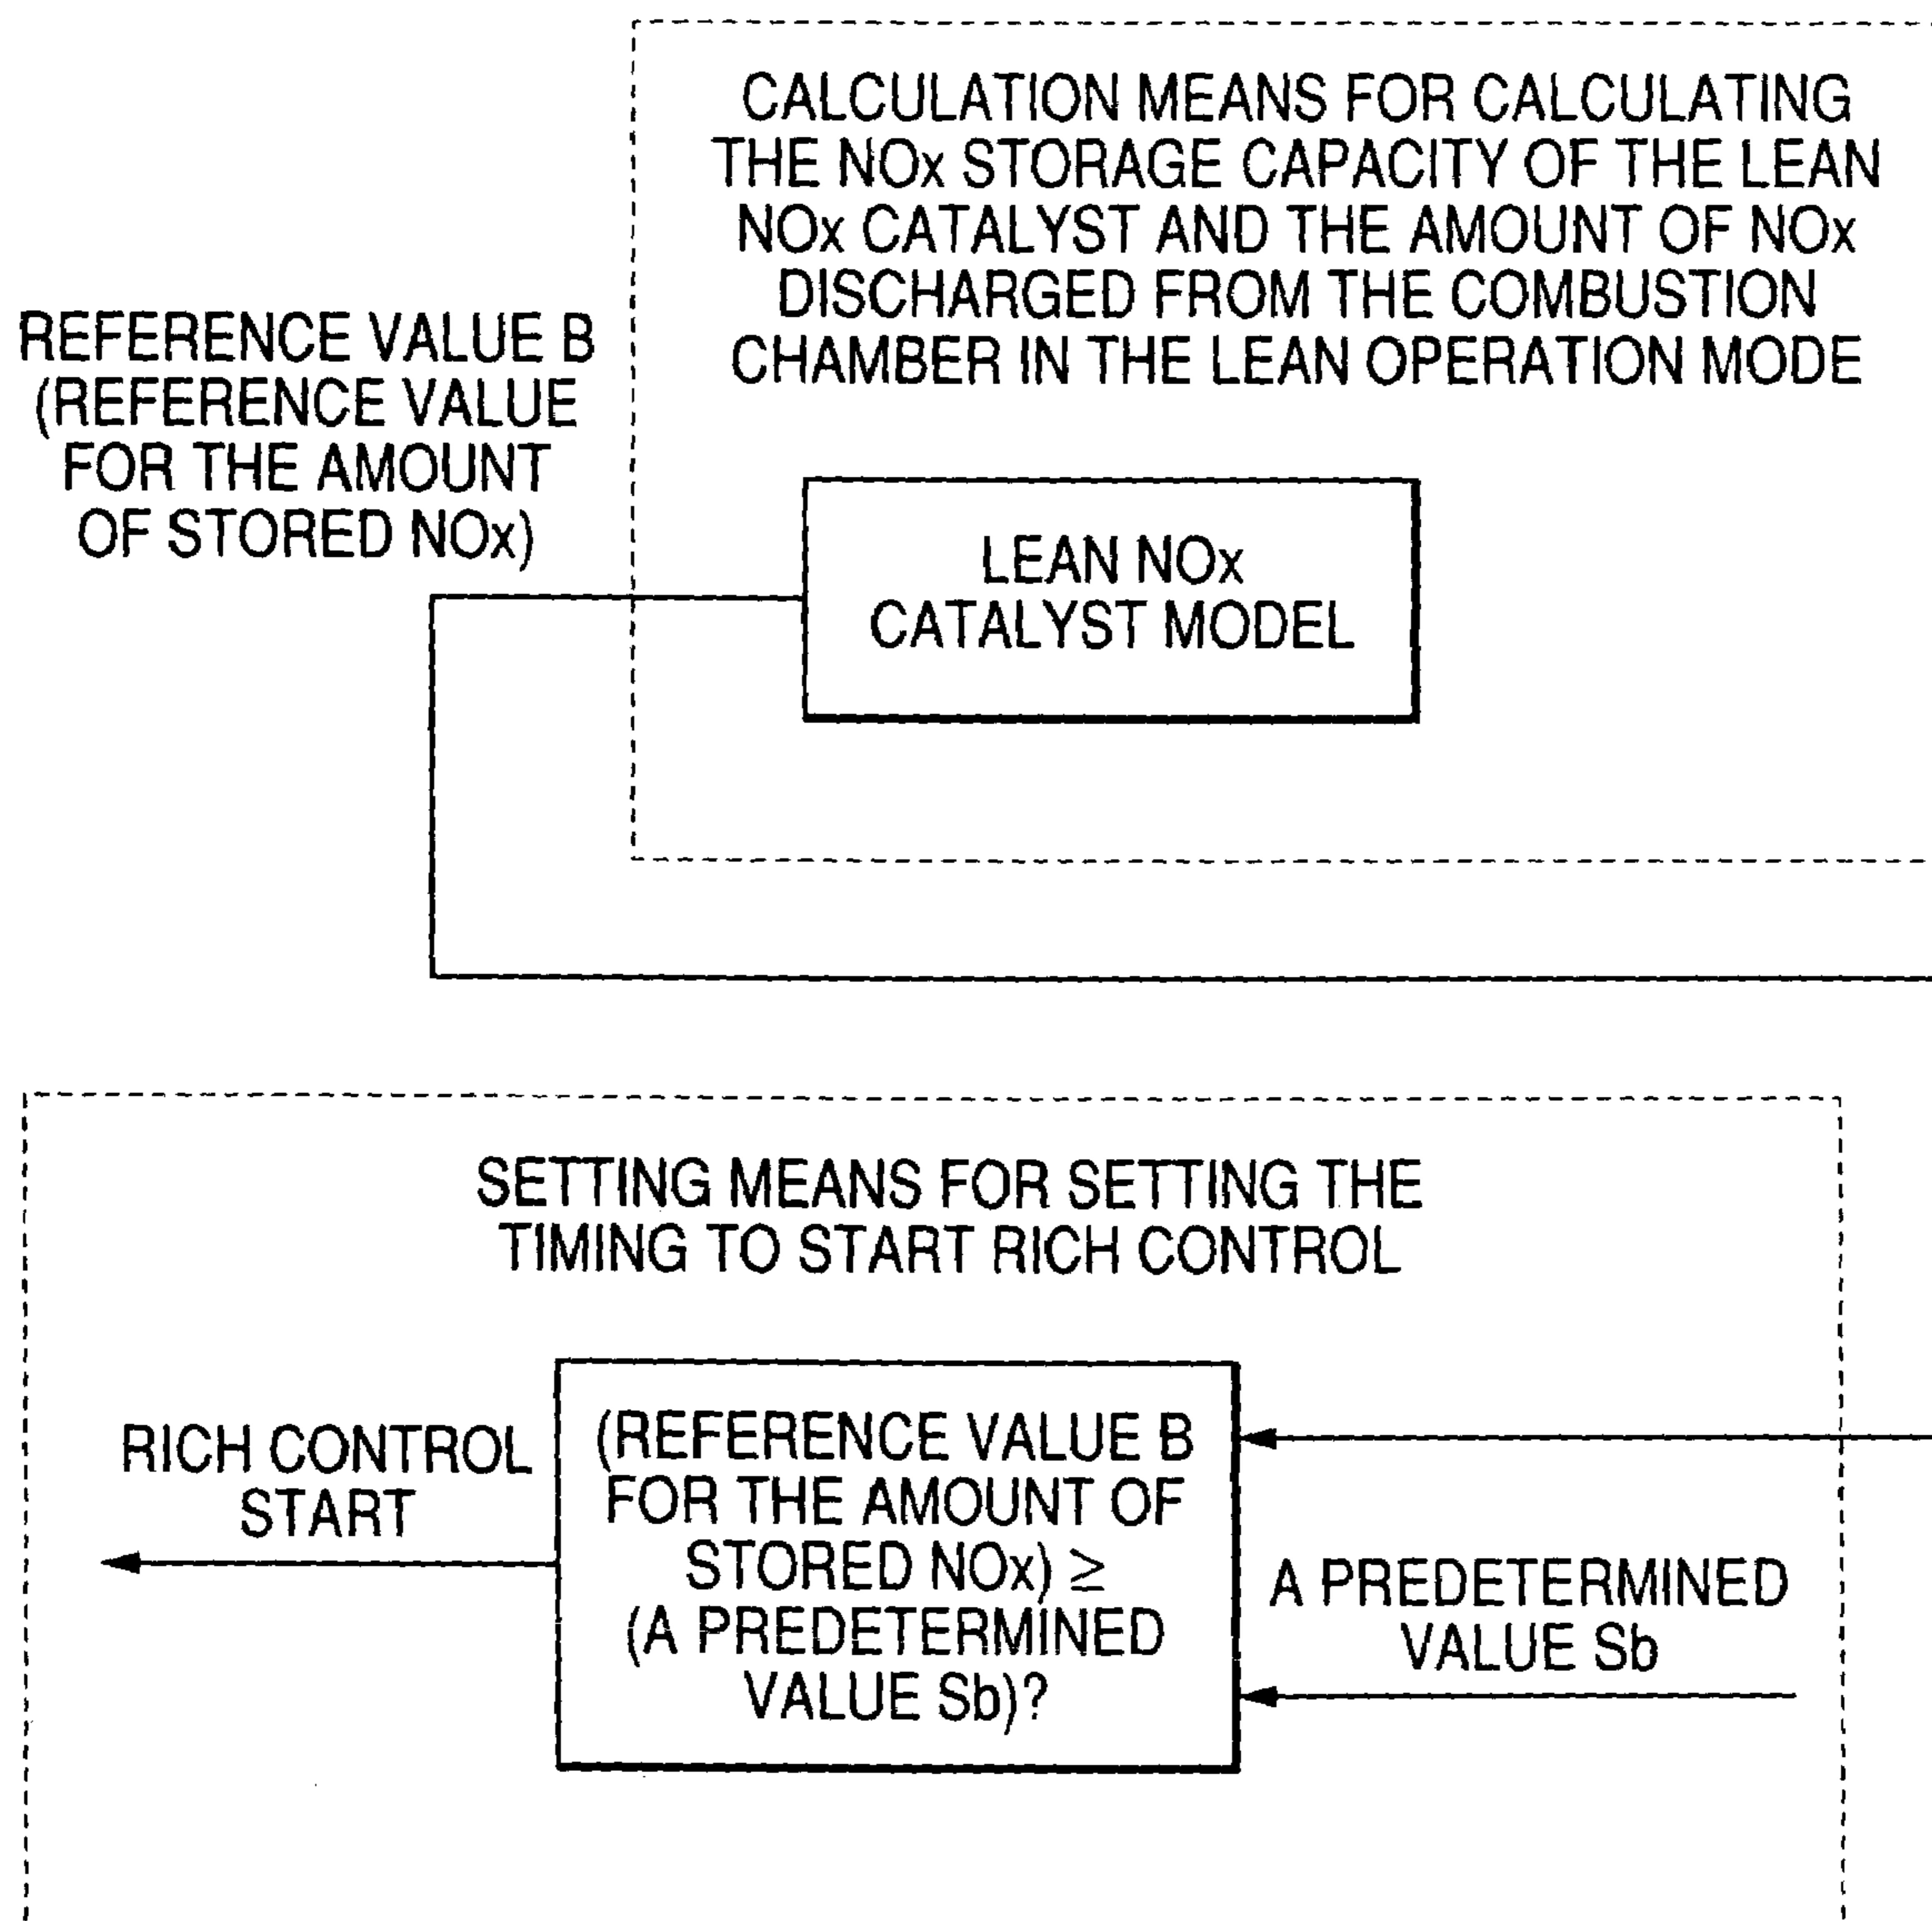 CALCULATION MEANS FOR CALCULATING
THE NOx STORAGE CAPACITY OF THE LEAN
NOx CATALYST AND THE AMOUNT OF NOx
DISCHARGED FROM THE COMBUSTION
CHAMBER IN THE LEAN OPERATION MODE
REFERENCE VALUE B
(REFERENCE VALUE
FOR THE AMOUNT
OF STORED NOx)
LEAN NOx
CATALYST MODEL
SETTING MEANS FOR SETTING THE
TIMING TO START RICH CONTROL
RICH CONTROL
START
(REFERENCE VALUE B
FOR THE AMOUNT OF
STORED NOx) ≥
(A PREDETERMINED
VALUE Sb)?
A PREDETERMINED
VALUE Sb